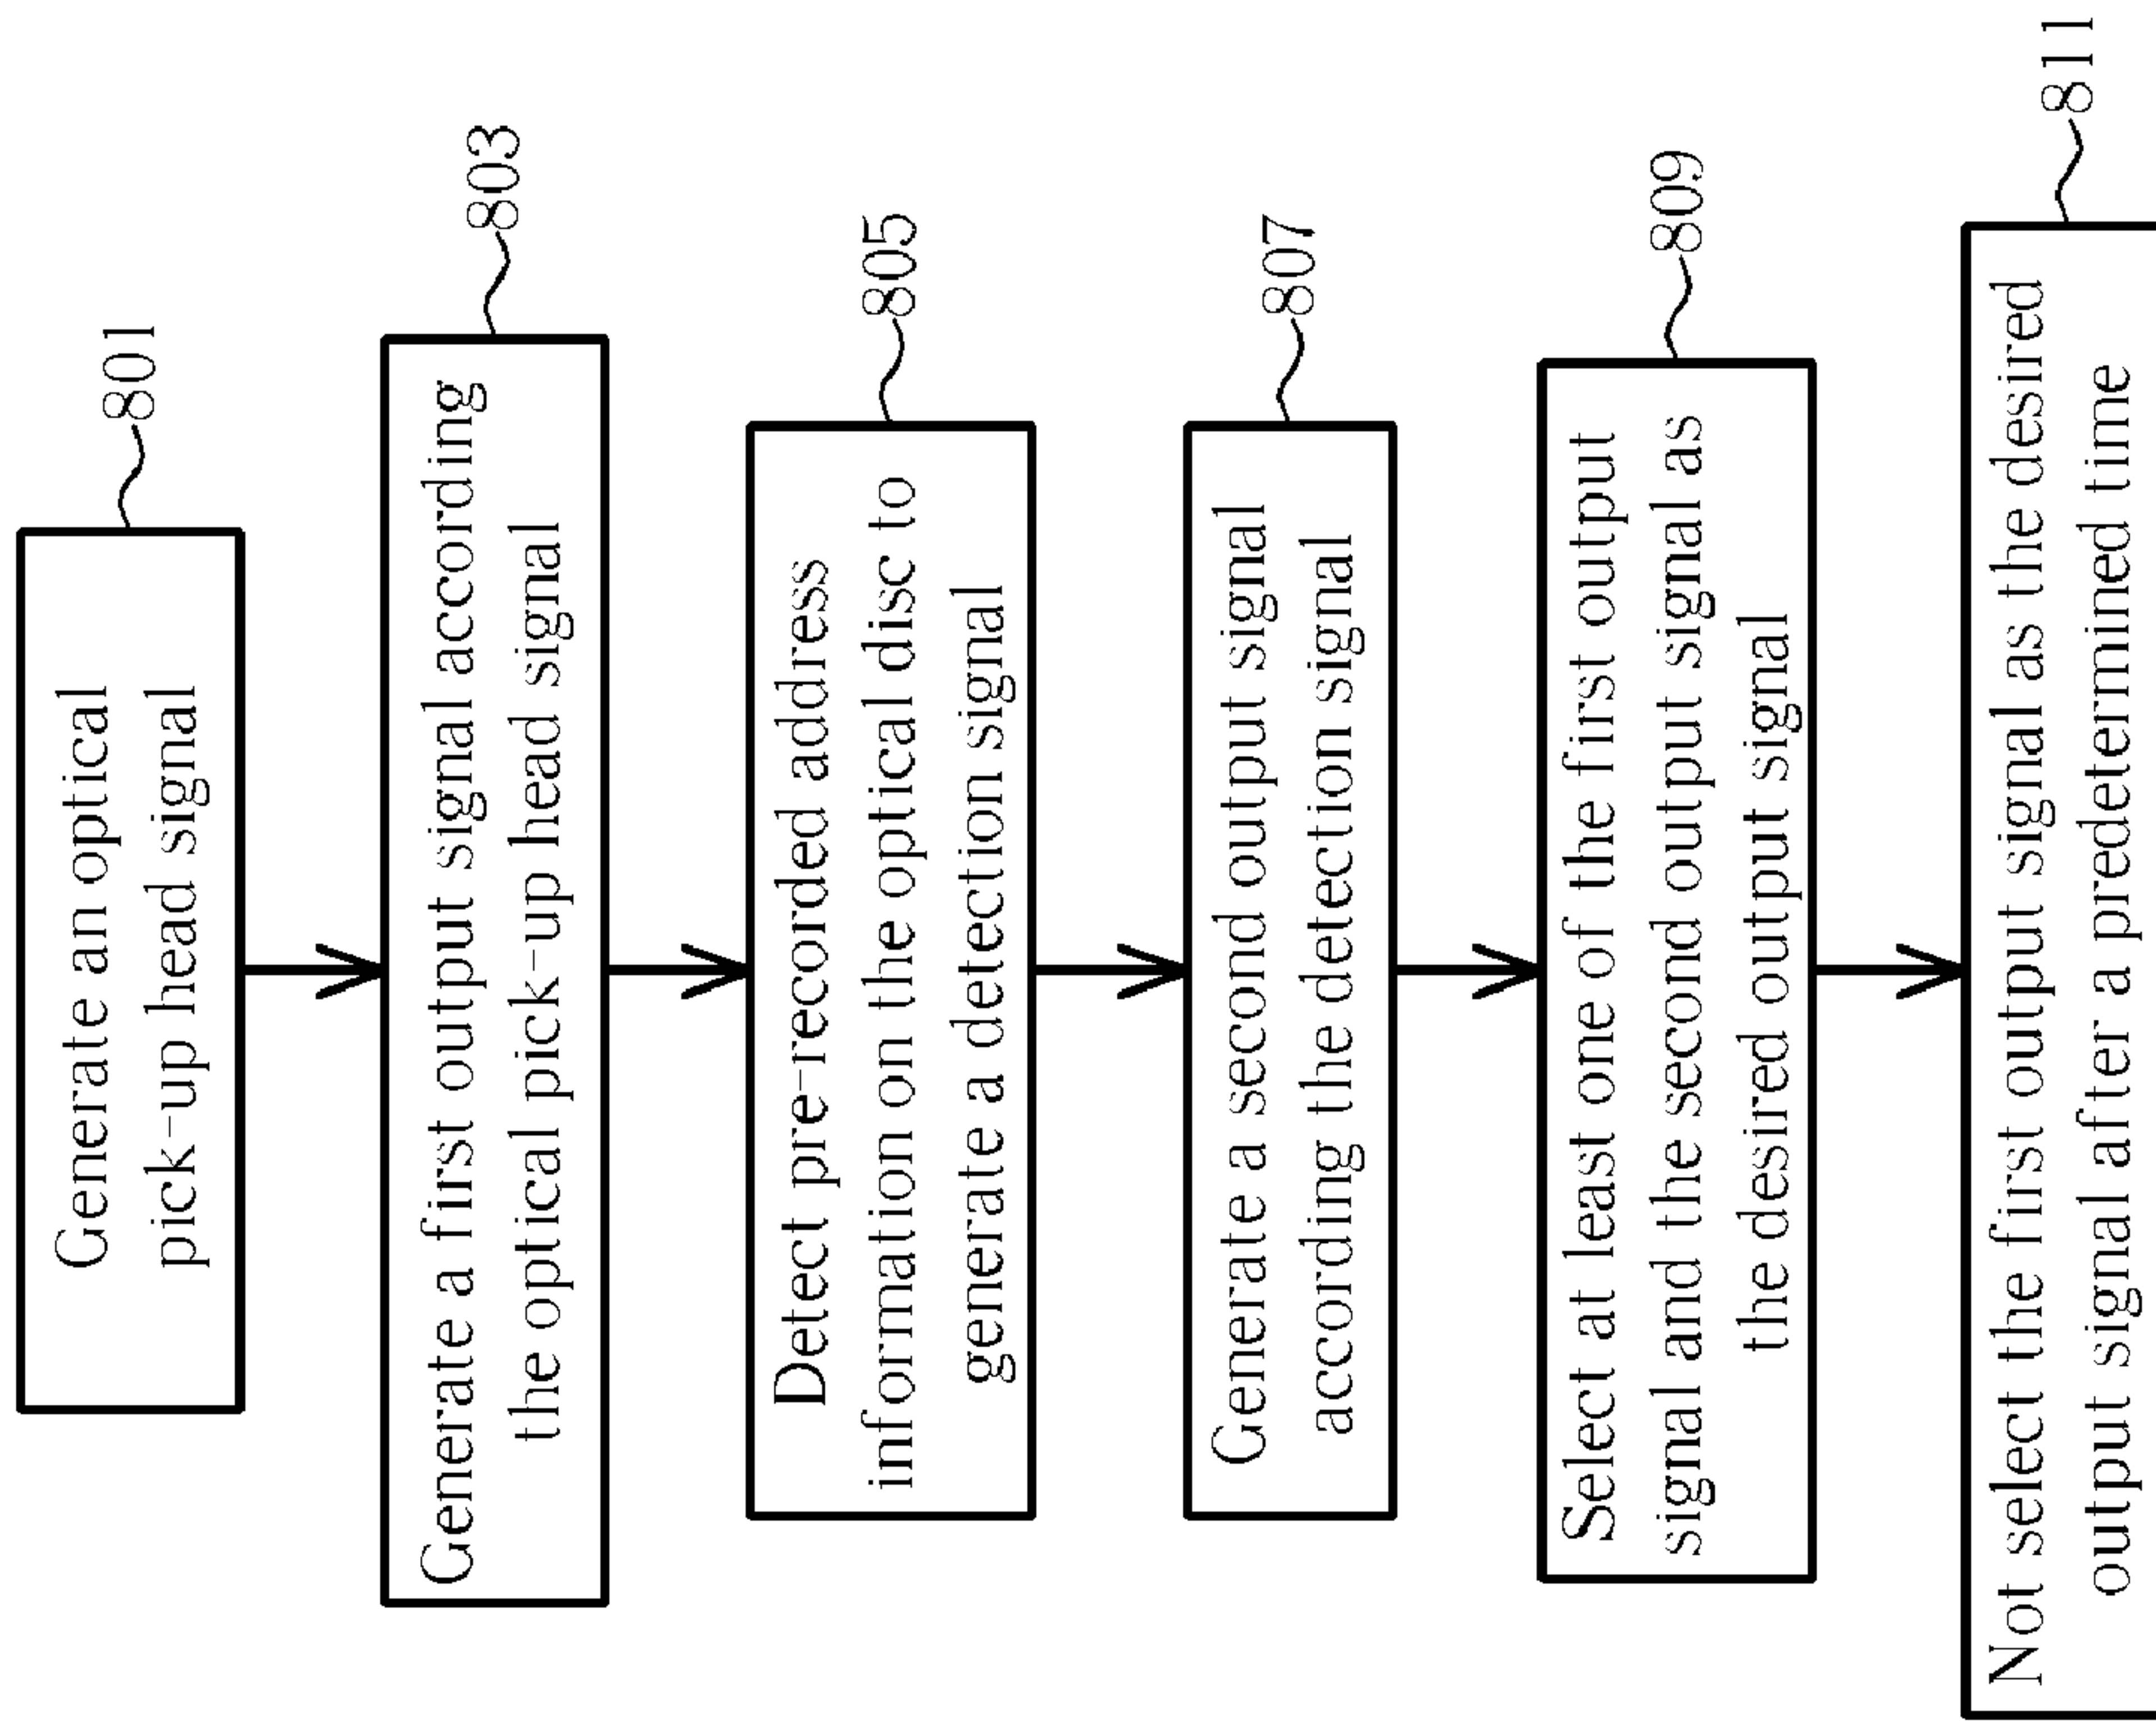 801
Generate an optical
pick-up head signal
803
Generate a first output signal according
the optical pick-up head signal
805
Detect pre-recorded address
information on the optical disc to
generate a detection signal
807
Generate a second output signal
according the detection signal
809
Select at least one of the first output
signal and the second output signal as
the desired output signal
811
Not select the first output signal as the desired
output signal after a predetermined time